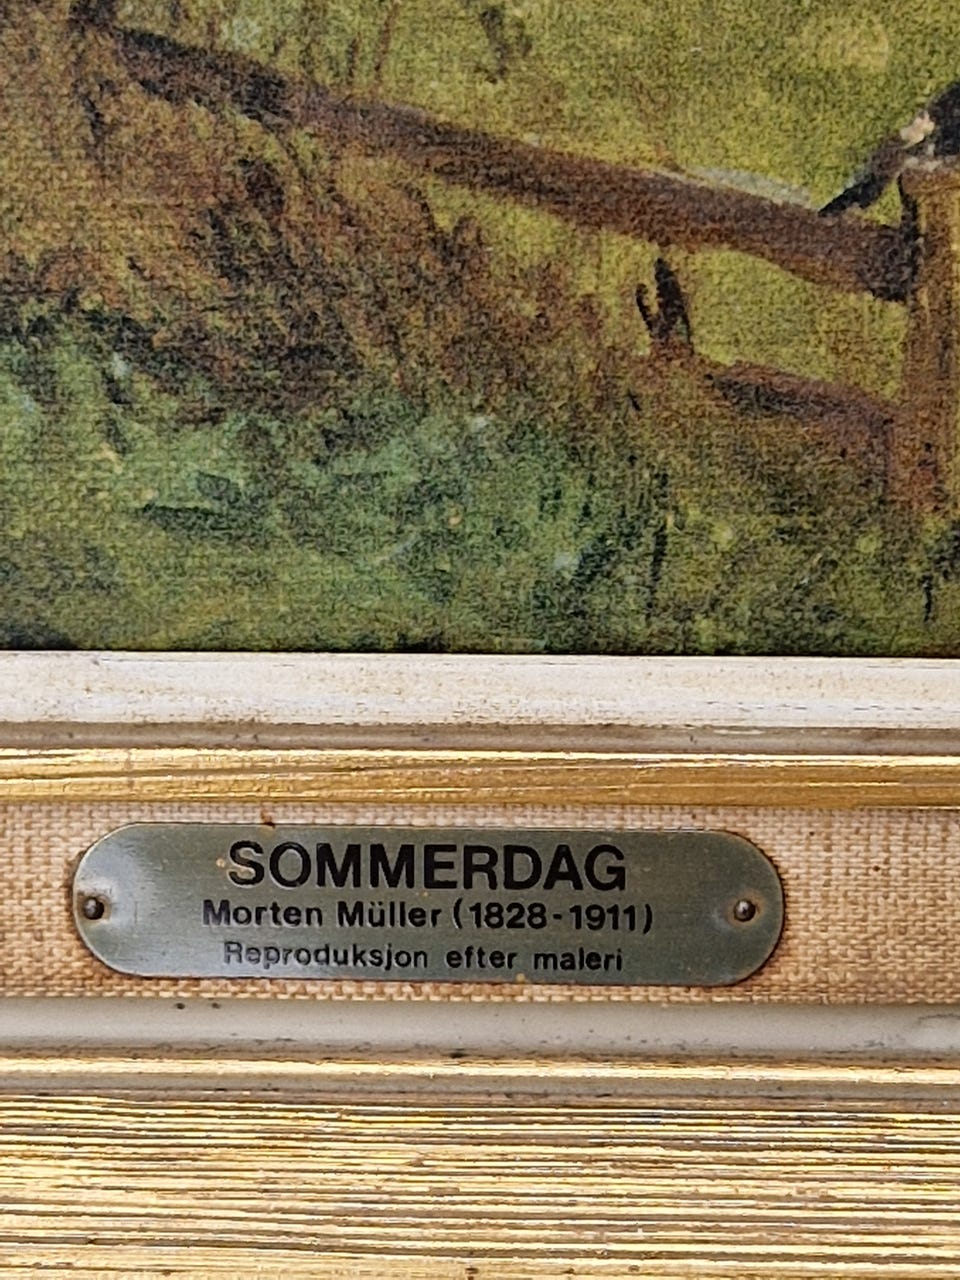 SOMMERDAG
Morten Müller (1828-1911)
Reproduksjon efter maleri